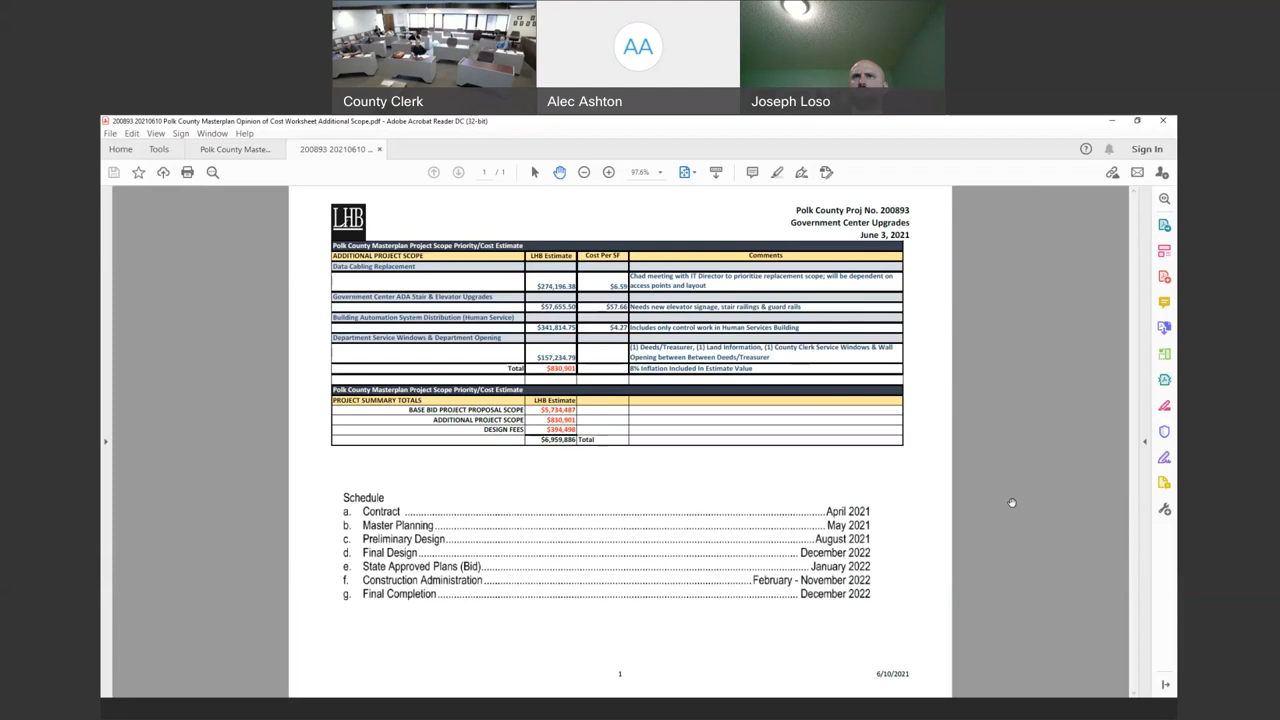 AA
County Clerk
Alec Ashton
Joseph Loso
200893 20210610 Polk County Masterplan Opinion of Cost Worksheet Additional Scope.pdf - Adobe Acrobat Reader DC (32-bit)
File Edit View Sign Window Help
Home Tools Polk County Maste... 200893 20210610 ... × Sign In
1 / 1 97.6%
LHB
Polk County Proj No. 200893
Government Center Upgrades
June 3, 2021
Polk County Masterplan Project Scope Priority/Cost Estimate
ADDITIONAL PROJECT SCOPE LHB Estimate Cost Per SF Comments
Data Cabling Replacement
$274,196.38 $6.59 Chad meeting with IT Director to prioritize replacement scope; will be dependent on
access points and layout
Government Center ADA Stair & Elevator Upgrades
$57,655.50 $57.66 Needs new elevator signage, stair railings & guard rails
Building Automation System Distribution (Human Service)
$341,814.75 $4.27 Includes only control work in Human Services Building
Department Service Windows & Department Opening
$157,234.79 (1) Deeds/Treasurer, (1) Land Information, (1) County Clerk Service Windows & Wall
Opening between Between Deeds/Treasurer
Total $830,901 8% Inflation Included In Estimate Value
Polk County Masterplan Project Scope Priority/Cost Estimate
PROJECT SUMMARY TOTALS LHB Estimate
BASE BID PROJECT PROPOSAL SCOPE $5,734,487
ADDITIONAL PROJECT SCOPE $830,901
DESIGN FEES $394,498
$6,959,886 Total
Schedule
a. Contract ........ April 2021
b. Master Planning ........ May 2021
c. Preliminary Design ........ August 2021
d. Final Design ........ December 2022
e. State Approved Plans (Bid) ........ January 2022
f. Construction Administration ........ February - November 2022
g. Final Completion ........ December 2022
1 6/10/2021